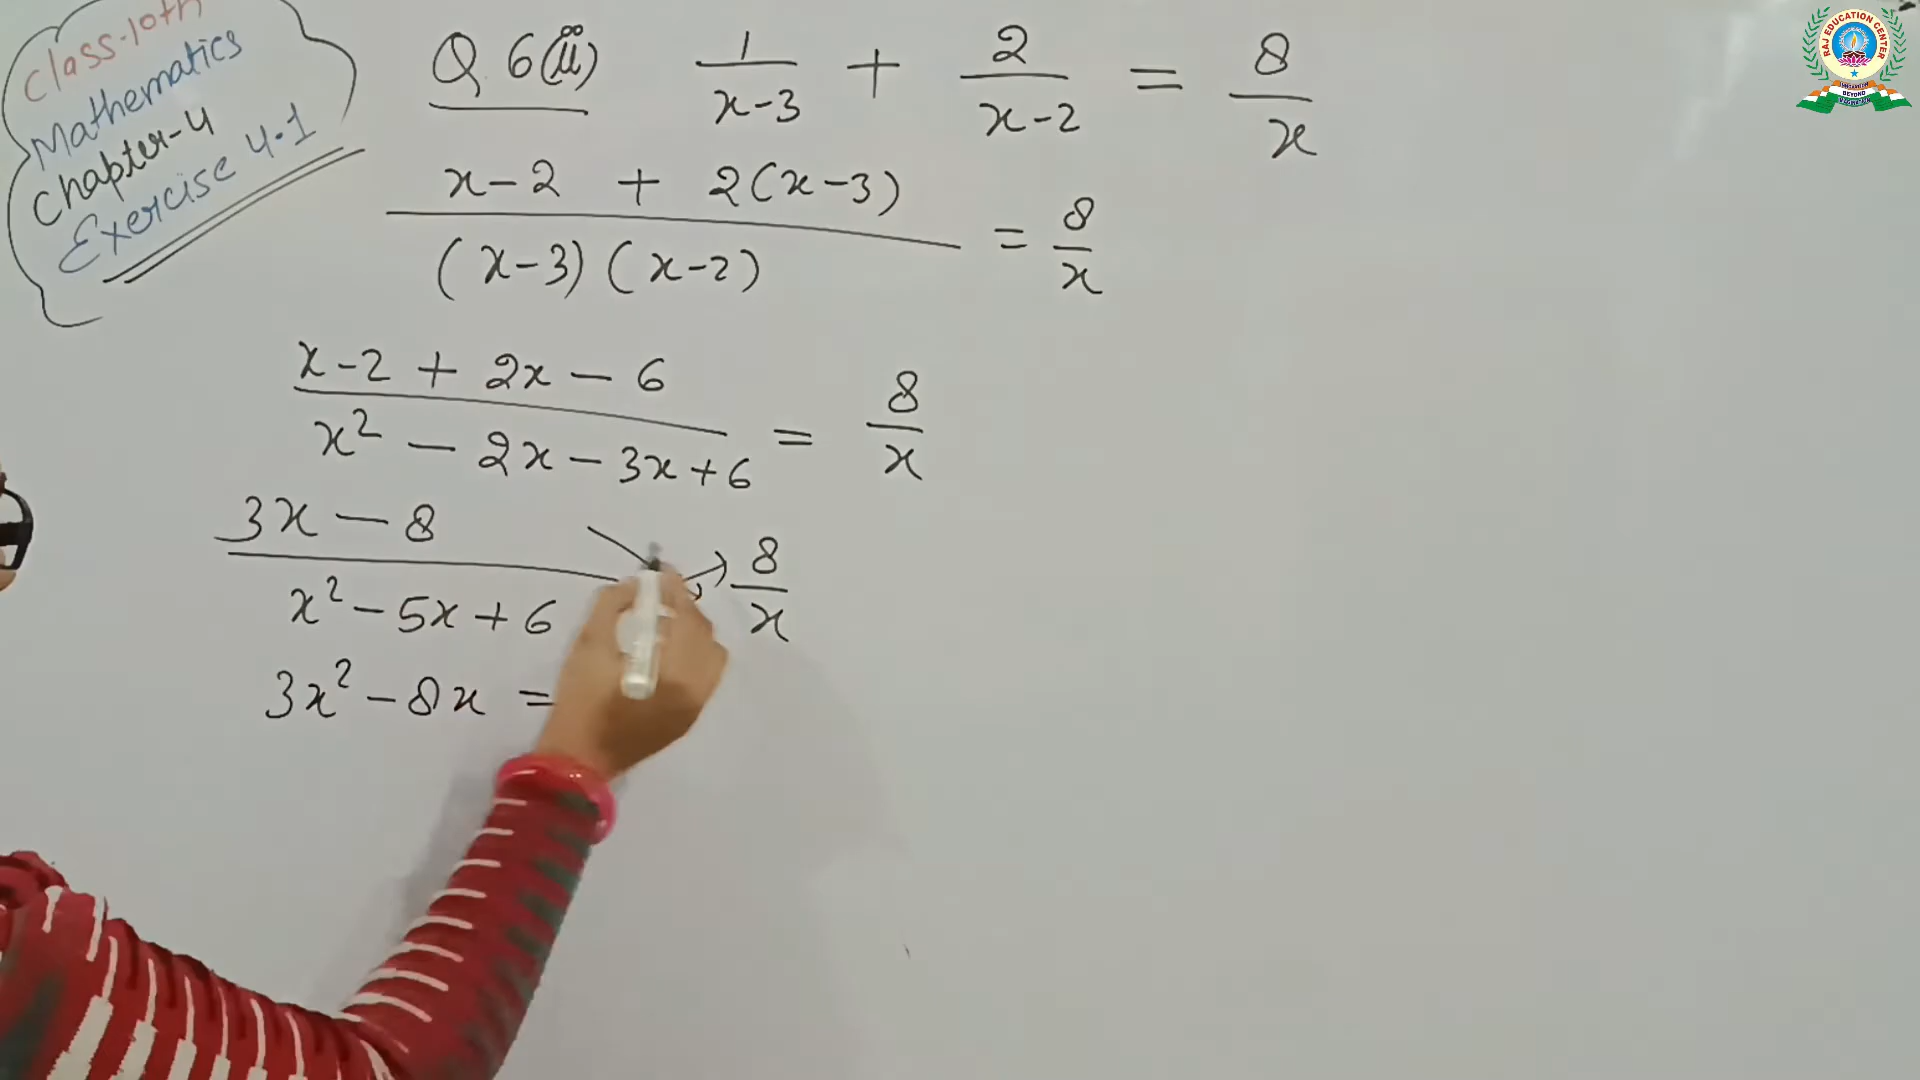 Class-10th
Mathematics
Chapter-4
Exercise 4.1
Q 6(ii) 1/(x-3) + 2/(x-2) = 8/x
(x-2 + 2(x-3))/((x-3)(x-2)) = 8/x
(x-2 + 2x - 6)/(x² - 2x - 3x + 6) = 8/x
(3x - 8)/(x² - 5x + 6) 8/x
3x² - 8x =
RAJ EDUCATION CENTER